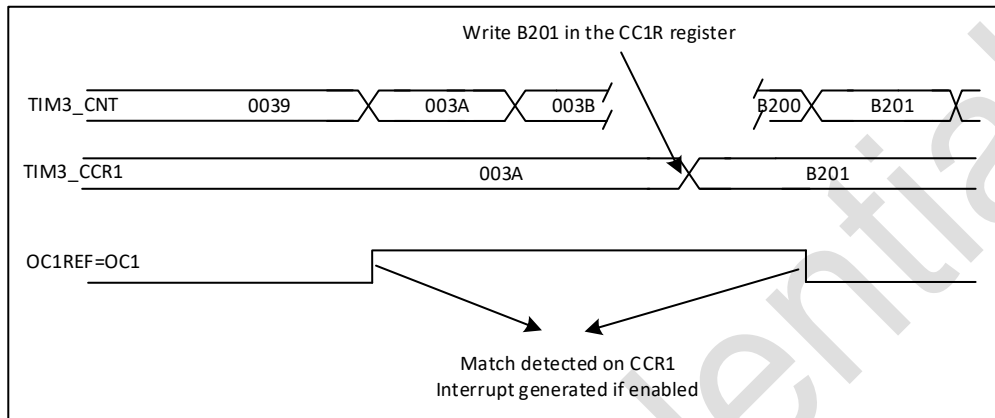 Write B201 in the CC1R register
TIM3_CNT 0039 003A 003B B200 B201
TIM3_CCR1 003A B201
OC1REF=OC1
Match detected on CCR1
Interrupt generated if enabled